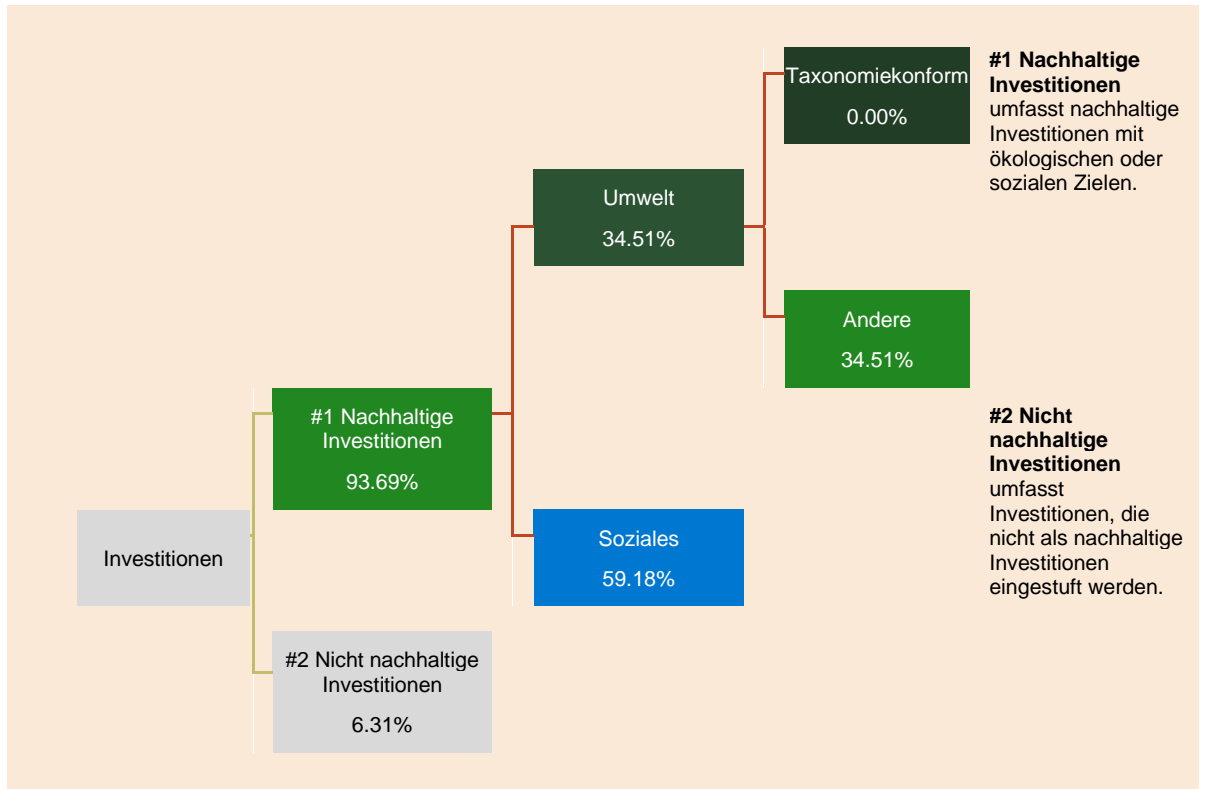 Taxonomiekonform
0.00%
Umwelt
34.51%
Andere
34.51%
#1 Nachhaltige
Investitionen
93.69%
Soziales
59.18%
Investitionen
#2 Nicht nachhaltige
Investitionen
6.31%
#1 Nachhaltige
Investitionen
umfasst nachhaltige
Investitionen mit
ökologischen oder
sozialen Zielen.
#2 Nicht
nachhaltige
Investitionen
umfasst
Investitionen, die
nicht als nachhaltige
Investitionen
eingestuft werden.